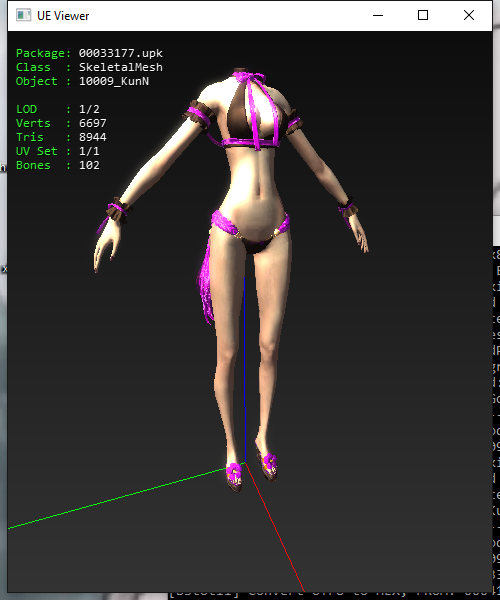 UE Viewer
Package: 00033177.upk
Class : SkeletalMesh
Object : 10009_KunN
LOD : 1/2
Verts : 6697
Tris : 8944
UV Set : 1/1
Bones : 102